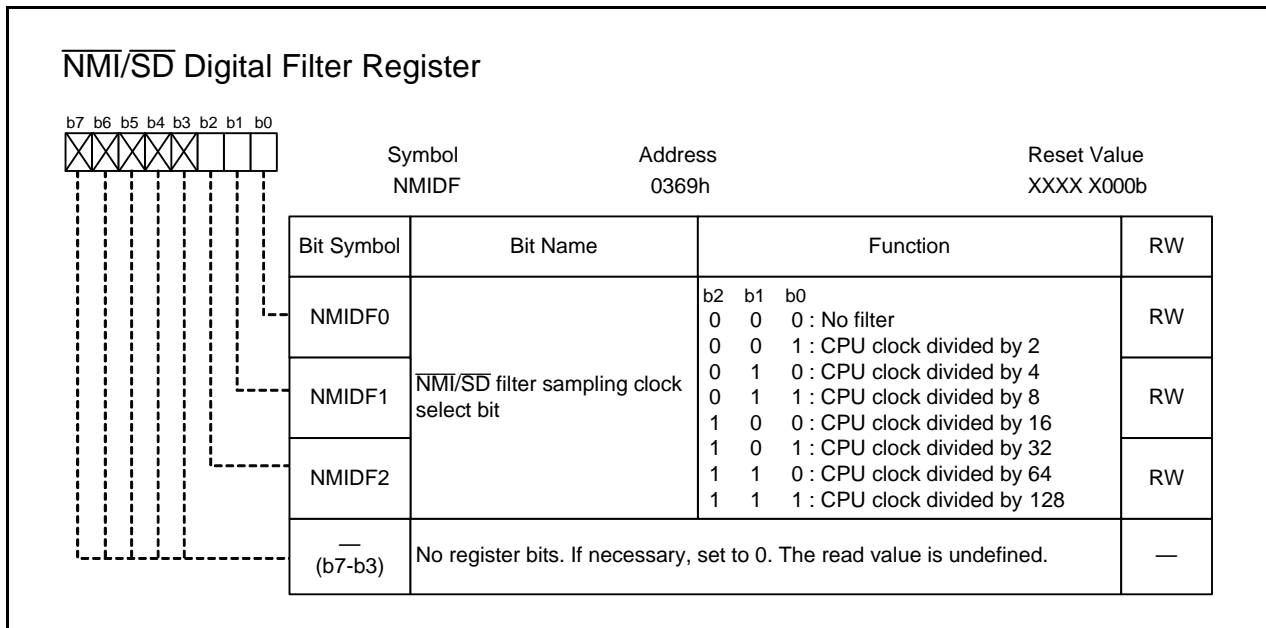 NMI/SD Digital Filter Register
b7 b6 b5 b4 b3 b2 b1 b0
Symbol Address Reset Value
NMIDF 0369h XXXX X000b
Bit Symbol Bit Name Function RW
NMIDF0 RW
NMIDF1 RW
NMIDF2 RW
NMI/SD filter sampling clock
select bit
b2 b1 b0
0 0 0 : No filter
0 0 1 : CPU clock divided by 2
0 1 0 : CPU clock divided by 4
0 1 1 : CPU clock divided by 8
1 0 0 : CPU clock divided by 16
1 0 1 : CPU clock divided by 32
1 1 0 : CPU clock divided by 64
1 1 1 : CPU clock divided by 128
—
(b7-b3) No register bits. If necessary, set to 0. The read value is undefined. —